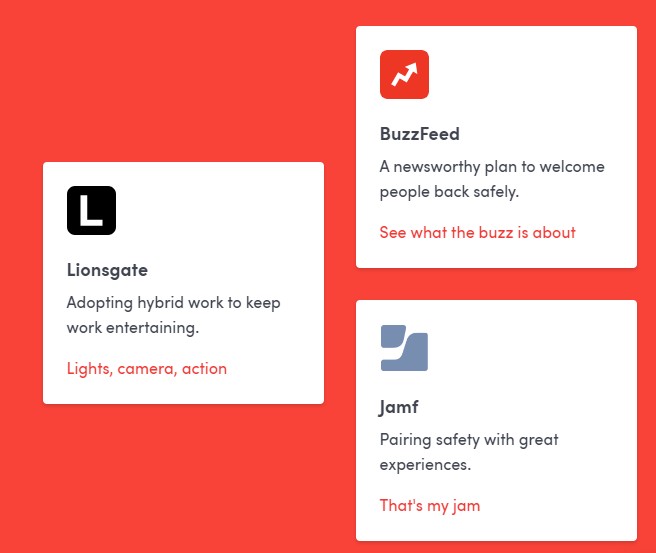 L
Lionsgate
Adopting hybrid work to keep
work entertaining.
Lights, camera, action
BuzzFeed
A newsworthy plan to welcome
people back safely.
See what the buzz is about
Jamf
Pairing safety with great
experiences.
That's my jam